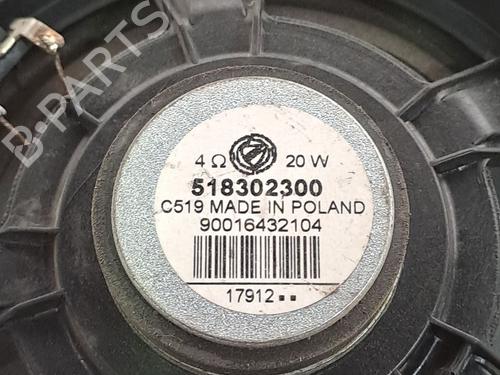 B-PARTS
4 Ω 20 W
518302300
C519 MADE IN POLAND
90016432104
17912